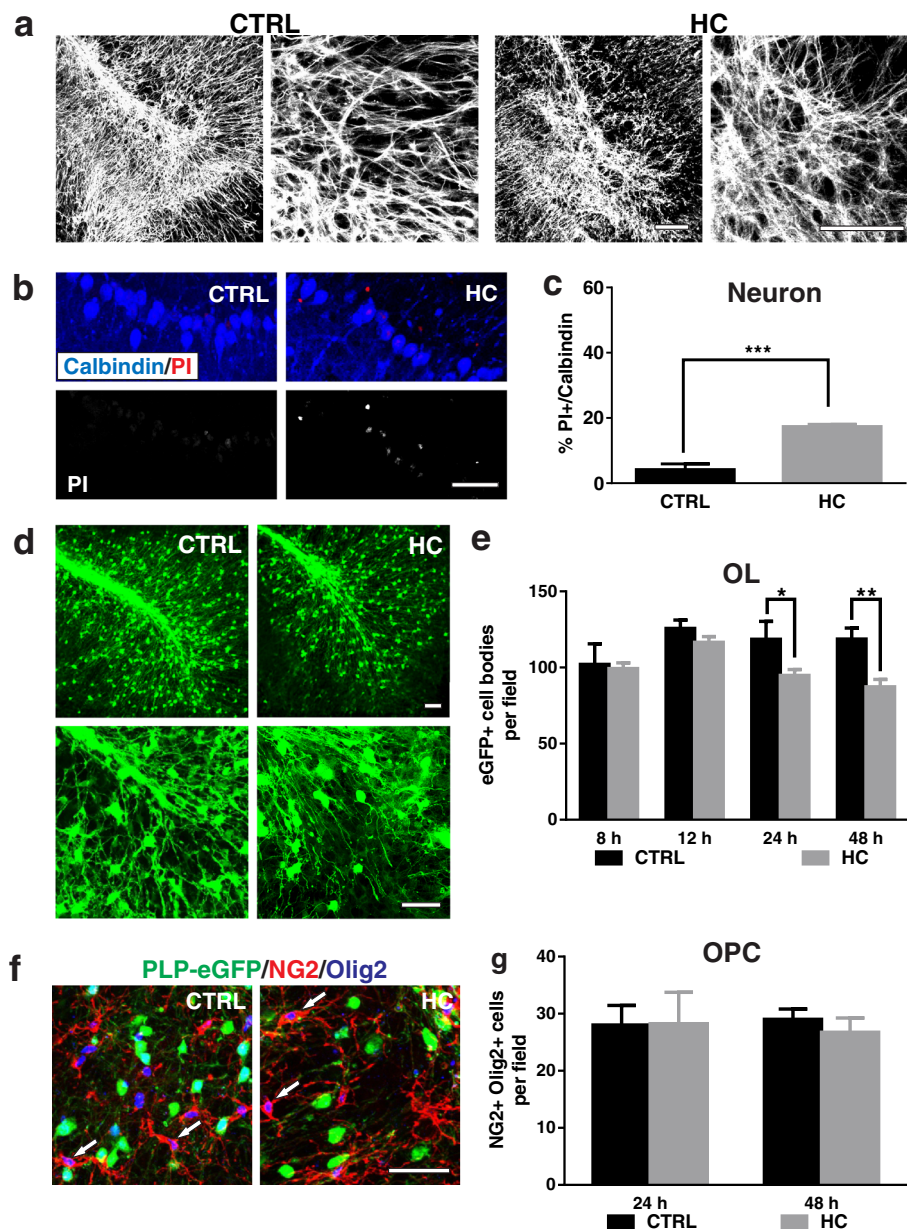 a
CTRL
HC
b
CTRL
HC
Calbindin/PI
PI
c
Neuron
% PI+/Calbindin
60
40
20
0
***
CTRL
HC
d
CTRL
HC
e
OL
eGFP+ cell bodies
per field
150
100
50
0
*
**
8 h
12 h
24 h
48 h
CTRL
HC
f
PLP-eGFP/NG2/Olig2
CTRL
HC
g
OPC
NG2+ Olig2+ cells
per field
40
30
20
10
0
24 h
48 h
CTRL
HC